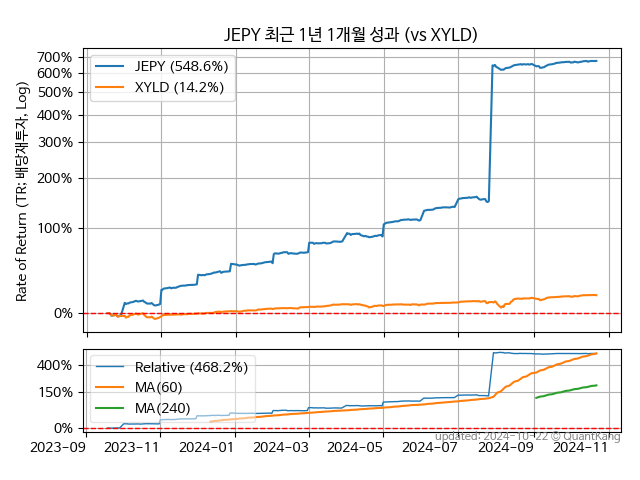 JEPY 최근 1년 1개월 성과 (vs XYLD)
Rate of Return (TR; 배당재투자, Log)
700%
600%
500%
400%
300%
200%
100%
0%
JEPY (548.6%)
XYLD (14.2%)
400%
150%
0%
Relative (468.2%)
MA(60)
MA(240)
updated: 2024-10-22 © QuantKang
2023-09 2023-11 2024-01 2024-03 2024-05 2024-07 2024-09 2024-11